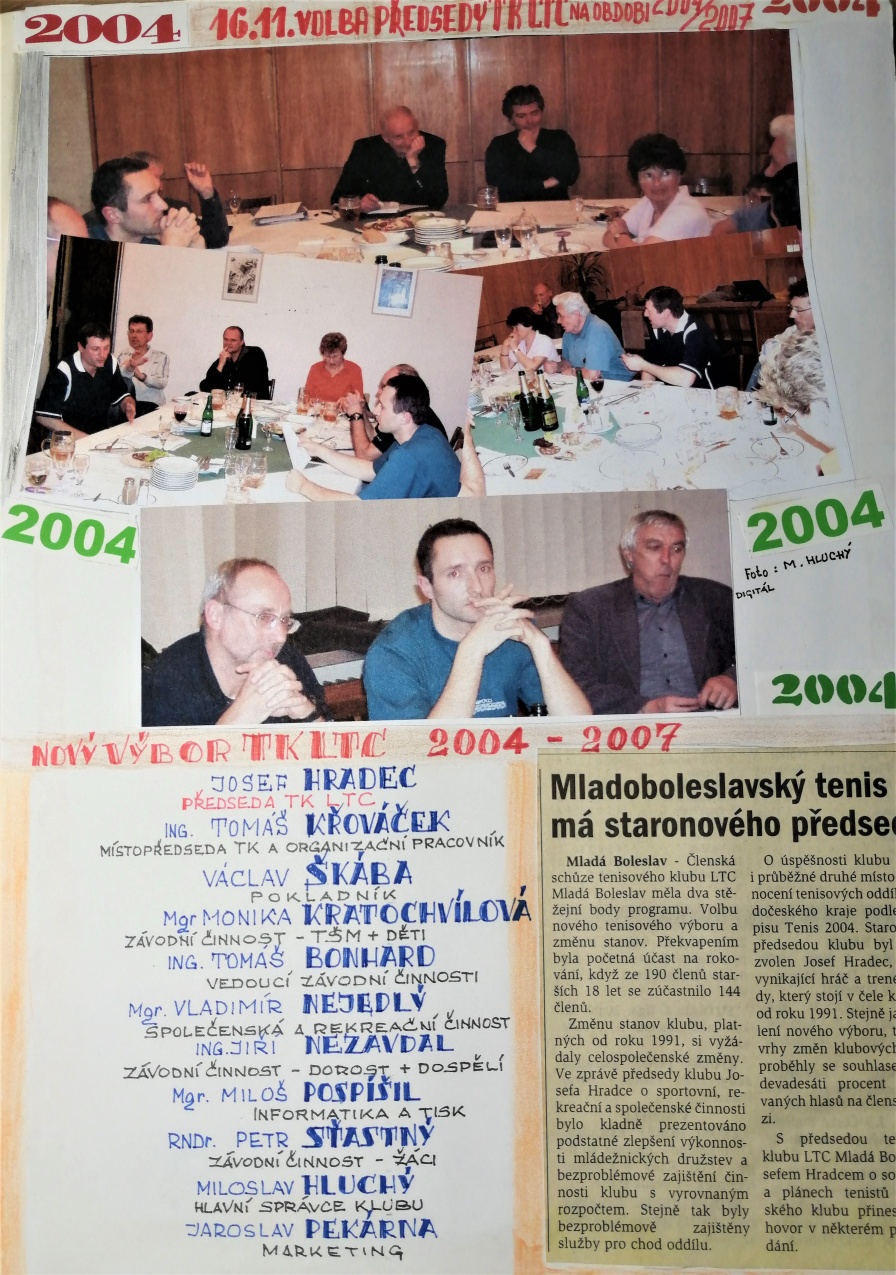 2004
16.11. VOLBA PŘEDSEDY TK LTC NA OBDOBÍ 2004/2007
2004
2004
2004
Foto : M. HLUCHÝ
DIGITÁL
2004
NOVÝ VÝBOR TK LTC 2004 - 2007
JOSEF HRADEC
PŘEDSEDA TK LTC
ING. TOMÁŠ KŘOVÁČEK
MÍSTOPŘEDSEDA TK A ORGANIZAČNÍ PRACOVNÍK
VÁCLAV ŠKÁBA
POKLADNÍK
Mgr MONIKA KRATOCHVÍLOVÁ
ZÁVODNÍ ČINNOST - TŠM + DĚTI
ING. TOMÁŠ BONHARD
VEDOUCÍ ZÁVODNÍ ČINNOSTI
Mgr. VLADIMÍR NEJEDLÝ
SPOLEČENSKÁ A REKREAČNÍ ČINNOST
ING. JIŘÍ NEZAVDAL
ZÁVODNÍ ČINNOST - DOROST + DOSPĚLÍ
Mgr. MILOŠ POSPÍŠIL
INFORMATIKA A TISK
RNDr. PETR ŠŤASTNÝ
ZÁVODNÍ ČINNOST - ŽÁCI
MILOSLAV HLUCHÝ
HLAVNÍ SPRÁVCE KLUBU
JAROSLAV PEKÁRNA
MARKETING
Mladoboleslavský tenis
má staronového předse
Mladá Boleslav - Členská
schůze tenisového klubu LTC
Mladá Boleslav měla dva stě-
žejní body programu. Volbu
nového tenisového výboru a
změnu stanov. Překvapením
byla početná účast na roko-
vání, když ze 190 členů star-
ších 18 let se zúčastnilo 144
členů.
Změnu stanov klubu, plat-
ných od roku 1991, si vyžá-
daly celospolečenské změny.
Ve zprávě předsedy klubu Jo-
sefa Hradce o sportovní, re-
kreační a společenské činnosti
bylo kladně prezentováno
podstatné zlepšení výkonnos-
ti mládežnických družstev a
bezproblémové zajištění čin-
nosti klubu s vyrovnaným
rozpočtem. Stejně tak byly
bezproblémově zajištěny
služby pro chod oddílu.
O úspěšnosti klubu
i průběžné druhé místo
nocení tenisových oddí
dočeského kraje podle
pisu Tenis 2004. Staro
předsedou klubu byl
zvolen Josef Hradec,
vynikající hráč a trené
dy, který stojí v čele k
od roku 1991. Stejně ja
lení nového výboru, t
vrhy změn klubových
proběhly se souhlase
devadesáti procent
vaných hlasů na člens
zi.
S předsedou te
klubu LTC Mladá Bo
sefem Hradcem o so
a plánech tenistů
ského klubu přines
hovor v některém p
dání.